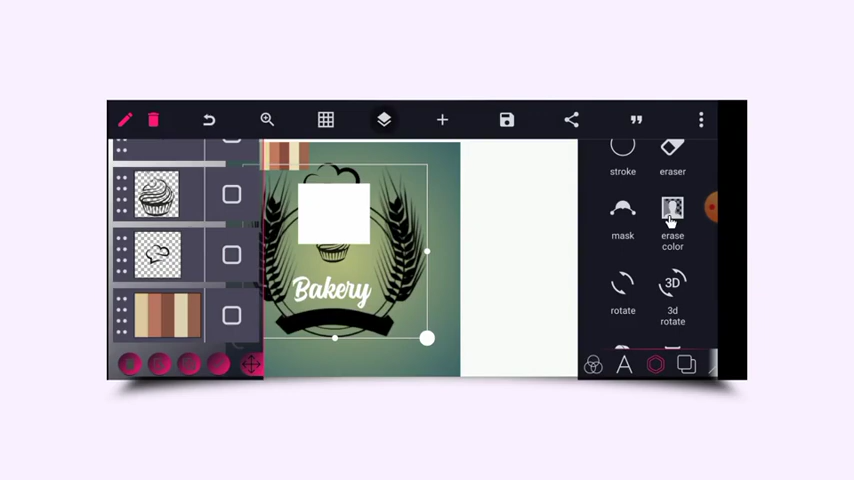 stroke
eraser
mask
erase
color
Bakery
rotate
3D
3d
rotate
A